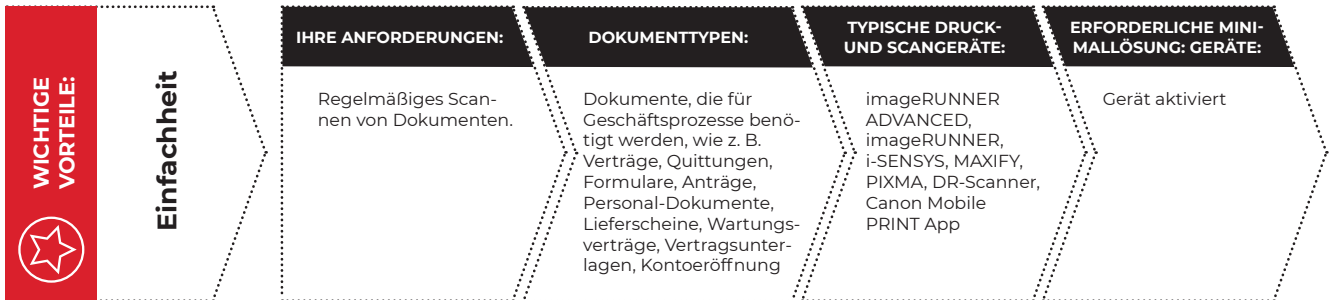 WICHTIGE
VORTEILE:
Einfachheit
IHRE ANFORDERUNGEN:
Regelmäßiges Scan-
nen von Dokumenten.
DOKUMENTTYPEN:
Dokumente, die für
Geschäftsprozesse benö-
tigt werden, wie z. B.
Verträge, Quittungen,
Formulare, Anträge,
Personal-Dokumente,
Lieferscheine, Wartungs-
verträge, Vertragsunter-
lagen, Kontoeröffnung
TYPISCHE DRUCK-
UND SCANGERÄTE:
imageRUNNER
ADVANCED,
imageRUNNER,
i-SENSYS, MAXIFY,
PIXMA, DR-Scanner,
Canon Mobile
PRINT App
ERFORDERLICHE MINI-
MALLÖSUNG: GERÄTE:
Gerät aktiviert